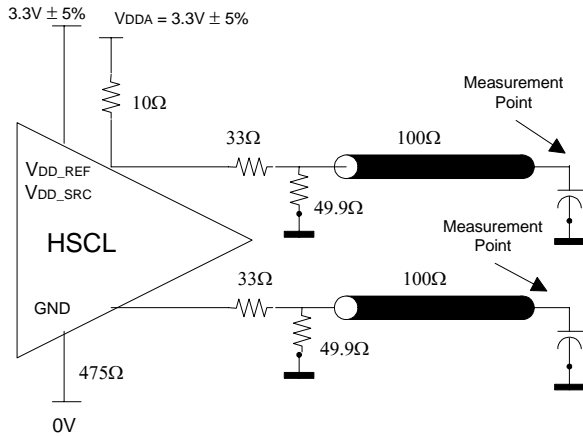 3.3V ± 5%
VDDA = 3.3V ± 5%
10Ω
Measurement
Point
33Ω
100Ω
VDD_REF
VDD_SRC
49.9Ω
HSCL
Measurement
Point
33Ω
100Ω
GND
49.9Ω
475Ω
0V